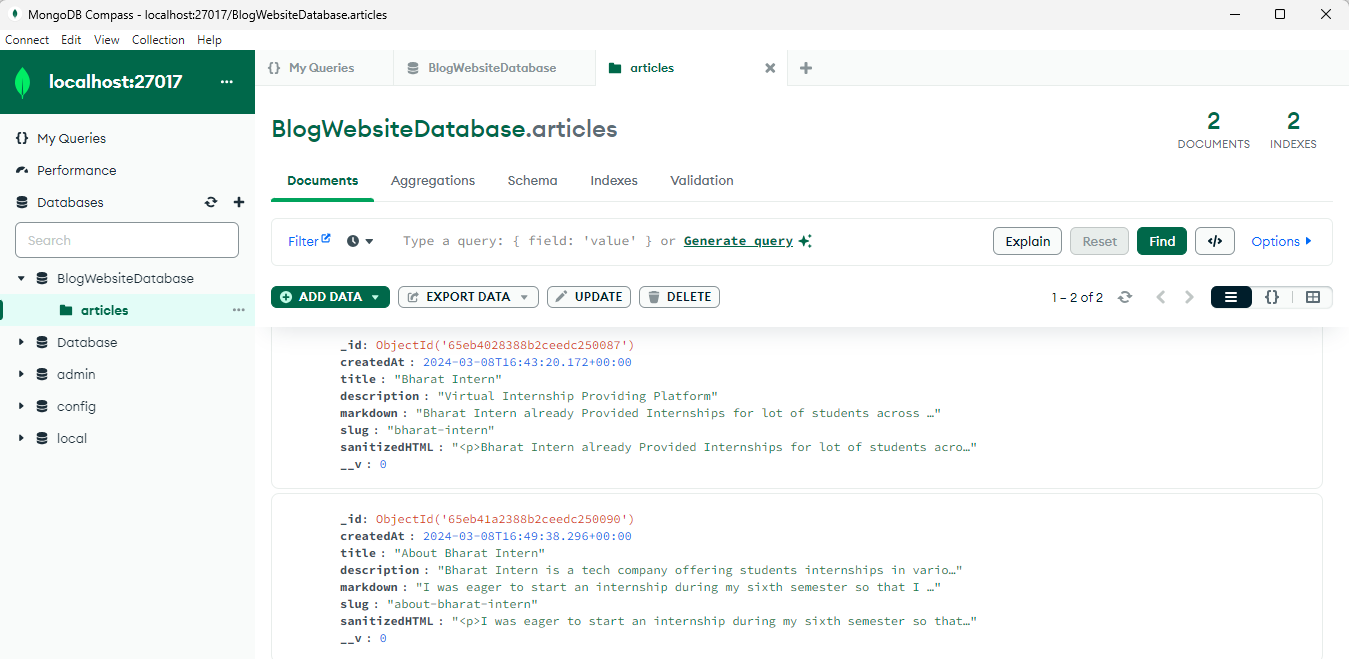 MongoDB Compass - localhost:27017/BlogWebsiteDatabase.articles
Connect Edit View Collection Help
localhost:27017 ...
My Queries
BlogWebsiteDatabase
articles
{} My Queries
Performance
Databases
Search
BlogWebsiteDatabase
articles ...
Database
admin
config
local
BlogWebsiteDatabase.articles
2 DOCUMENTS
2 INDEXES
Documents Aggregations Schema Indexes Validation
Filter Type a query: { field: 'value' } or Generate query Explain Reset Find </> Options
ADD DATA EXPORT DATA UPDATE DELETE 1 – 2 of 2 {}
_id: ObjectId('65eb4028388b2ceedc250087')
createdAt : 2024-03-08T16:43:20.172+00:00
title : "Bharat Intern"
description : "Virtual Internship Providing Platform"
markdown : "Bharat Intern already Provided Internships for lot of students across …"
slug : "bharat-intern"
sanitizedHTML : "<p>Bharat Intern already Provided Internships for lot of students acro…"
__v : 0
_id: ObjectId('65eb41a2388b2ceedc250090')
createdAt : 2024-03-08T16:49:38.296+00:00
title : "About Bharat Intern"
description : "Bharat Intern is a tech company offering students internships in vario…"
markdown : "I was eager to start an internship during my sixth semester so that I …"
slug : "about-bharat-intern"
sanitizedHTML : "<p>I was eager to start an internship during my sixth semester so that…"
__v : 0